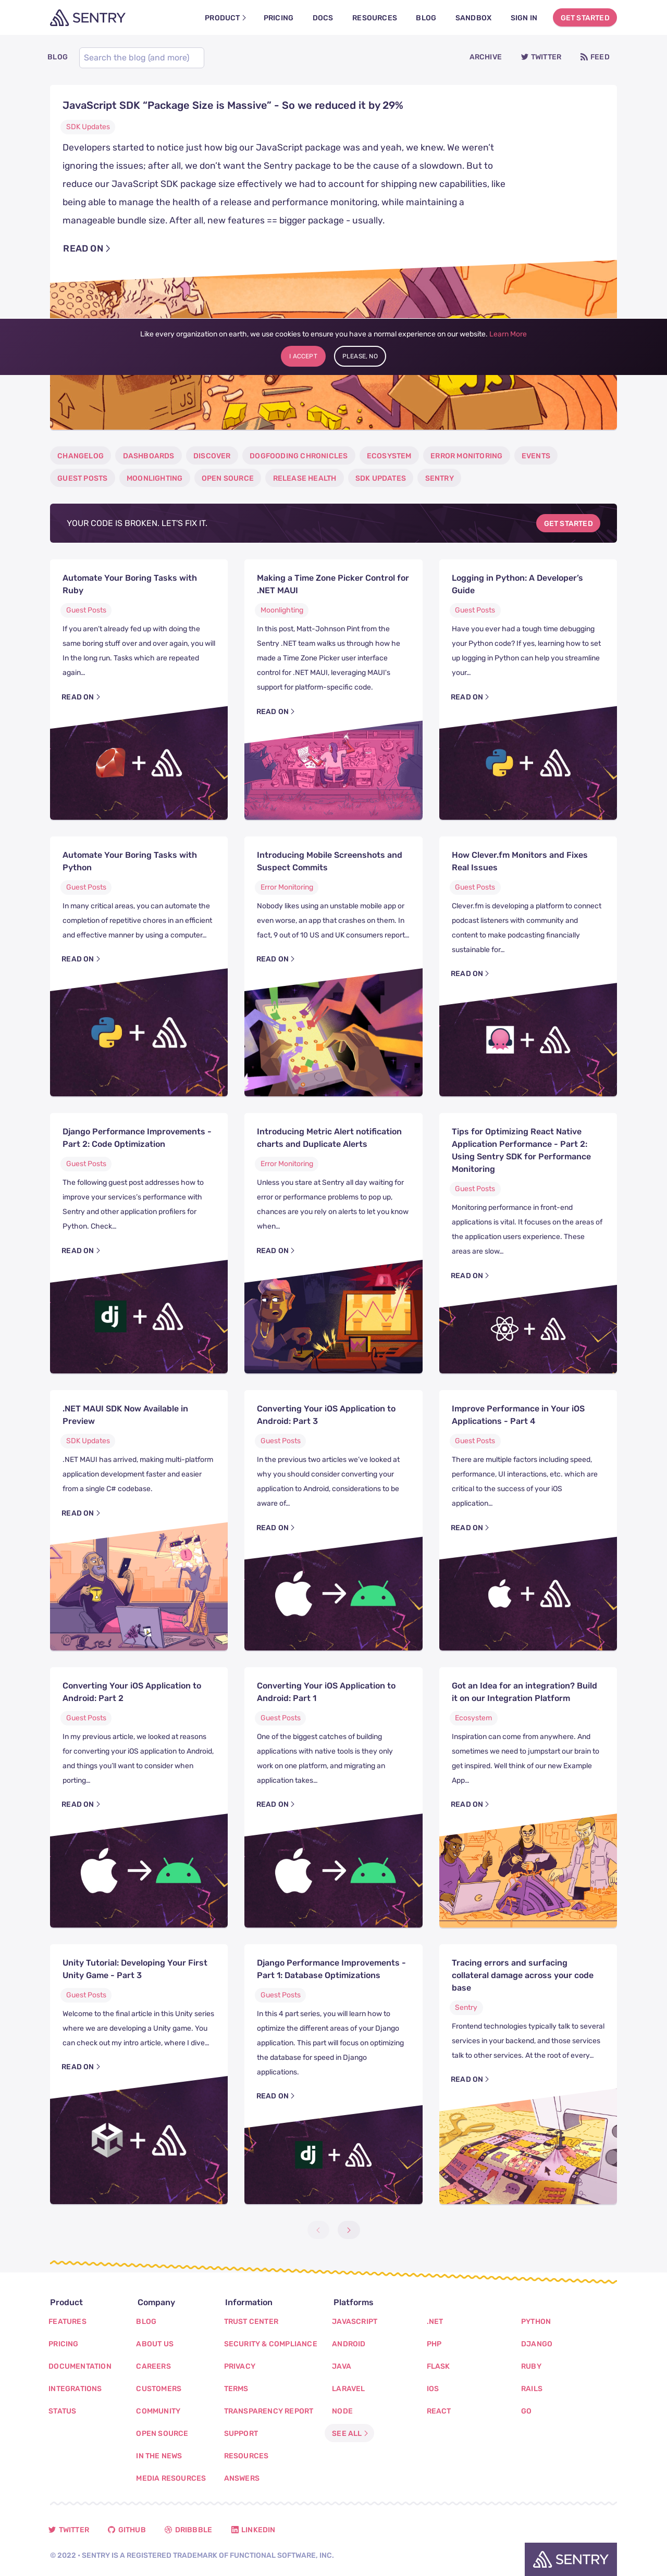 SENTRY
PRODUCT
PRICING
DOCS
RESOURCES
BLOG
SANDBOX
SIGN IN
GET STARTED
BLOG
Search the blog (and more)
ARCHIVE
TWITTER
FEED
JavaScript SDK “Package Size is Massive” - So we reduced it by 29%
SDK Updates
Developers started to notice just how big our JavaScript package was and yeah, we knew. We weren’t
ignoring the issues; after all, we don’t want the Sentry package to be the cause of a slowdown. But to
reduce our JavaScript SDK package size effectively we had to account for shipping new capabilities, like
being able to manage the health of a release and performance monitoring, while maintaining a
manageable bundle size. After all, new features == bigger package - usually.
READ ON
Like every organization on earth, we use cookies to ensure you have a normal experience on our website. Learn More
I ACCEPT
PLEASE, NO
JS
CHANGELOG
DASHBOARDS
DISCOVER
DOGFOODING CHRONICLES
ECOSYSTEM
ERROR MONITORING
EVENTS
GUEST POSTS
MOONLIGHTING
OPEN SOURCE
RELEASE HEALTH
SDK UPDATES
SENTRY
YOUR CODE IS BROKEN. LET'S FIX IT.
GET STARTED
Automate Your Boring Tasks with
Ruby
Guest Posts
If you aren’t already fed up with doing the
same boring stuff over and over again, you will
In the long run. Tasks which are repeated
again…
READ ON
Making a Time Zone Picker Control for
.NET MAUI
Moonlighting
In this post, Matt-Johnson Pint from the
Sentry .NET team walks us through how he
made a Time Zone Picker user interface
control for .NET MAUI, leveraging MAUI's
support for platform-specific code.
READ ON
Logging in Python: A Developer’s
Guide
Guest Posts
Have you ever had a tough time debugging
your Python code? If yes, learning how to set
up logging in Python can help you streamline
your…
READ ON
Automate Your Boring Tasks with
Python
Guest Posts
In many critical areas, you can automate the
completion of repetitive chores in an efficient
and effective manner by using a computer…
READ ON
Introducing Mobile Screenshots and
Suspect Commits
Error Monitoring
Nobody likes using an unstable mobile app or
even worse, an app that crashes on them. In
fact, 9 out of 10 US and UK consumers report…
READ ON
How Clever.fm Monitors and Fixes
Real Issues
Guest Posts
Clever.fm is developing a platform to connect
podcast listeners with community and
content to make podcasting financially
sustainable for…
READ ON
Django Performance Improvements -
Part 2: Code Optimization
Guest Posts
The following guest post addresses how to
improve your services’s performance with
Sentry and other application profilers for
Python. Check…
READ ON
dj
Introducing Metric Alert notification
charts and Duplicate Alerts
Error Monitoring
Unless you stare at Sentry all day waiting for
error or performance problems to pop up,
chances are you rely on alerts to let you know
when…
READ ON
Tips for Optimizing React Native
Application Performance - Part 2:
Using Sentry SDK for Performance
Monitoring
Guest Posts
Monitoring performance in front-end
applications is vital. It focuses on the areas of
the application users experience. These
areas are slow…
READ ON
.NET MAUI SDK Now Available in
Preview
SDK Updates
.NET MAUI has arrived, making multi-platform
application development faster and easier
from a single C# codebase.
READ ON
Converting Your iOS Application to
Android: Part 3
Guest Posts
In the previous two articles we’ve looked at
why you should consider converting your
application to Android, considerations to be
aware of…
READ ON
Improve Performance in Your iOS
Applications - Part 4
Guest Posts
There are multiple factors including speed,
performance, UI interactions, etc. which are
critical to the success of your iOS
application…
READ ON
Converting Your iOS Application to
Android: Part 2
Guest Posts
In my previous article, we looked at reasons
for converting your iOS application to Android,
and things you’ll want to consider when
porting…
READ ON
Converting Your iOS Application to
Android: Part 1
Guest Posts
One of the biggest catches of building
applications with native tools is they only
work on one platform, and migrating an
application takes…
READ ON
Got an Idea for an integration? Build
it on our Integration Platform
Ecosystem
Inspiration can come from anywhere. And
sometimes we need to jumpstart our brain to
get inspired. Well think of our new Example
App…
READ ON
Unity Tutorial: Developing Your First
Unity Game - Part 3
Guest Posts
Welcome to the final article in this Unity series
where we are developing a Unity game. You
can check out my intro article, where I dive…
READ ON
Django Performance Improvements -
Part 1: Database Optimizations
Guest Posts
In this 4 part series, you will learn how to
optimize the different areas of your Django
application. This part will focus on optimizing
the database for speed in Django
applications.
READ ON
dj
Tracing errors and surfacing
collateral damage across your code
base
Sentry
Frontend technologies typically talk to several
services in your backend, and those services
talk to other services. At the root of every…
READ ON
Product
FEATURES
PRICING
DOCUMENTATION
INTEGRATIONS
STATUS
Company
BLOG
ABOUT US
CAREERS
CUSTOMERS
COMMUNITY
OPEN SOURCE
IN THE NEWS
MEDIA RESOURCES
Information
TRUST CENTER
SECURITY & COMPLIANCE
PRIVACY
TERMS
TRANSPARENCY REPORT
SUPPORT
RESOURCES
ANSWERS
Platforms
JAVASCRIPT
ANDROID
JAVA
LARAVEL
NODE
SEE ALL
.NET
PHP
FLASK
IOS
REACT
PYTHON
DJANGO
RUBY
RAILS
GO
TWITTER
GITHUB
DRIBBBLE
LINKEDIN
© 2022 • SENTRY IS A REGISTERED TRADEMARK OF FUNCTIONAL SOFTWARE, INC.
SENTRY